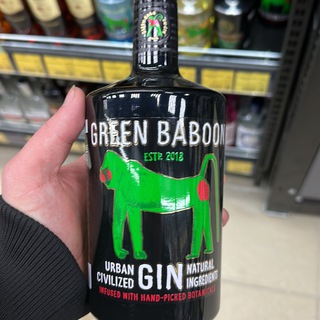 GREEN BABOON
ESTD 2018
URBAN CIVILIZED GIN NATURAL INGREDIENTS
INFUSED WITH HAND-PICKED BOTANICALS